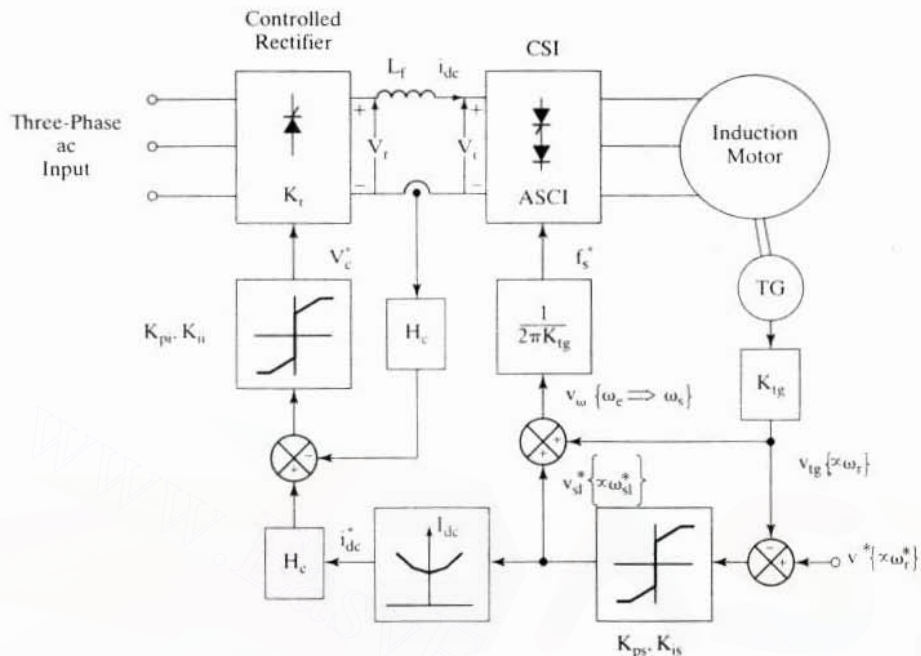 Controlled
Rectifier
CSI
L_f
i_dc
Three-Phase
ac
Input
+
+
V_r
V_i
−
−
K_r
ASCI
Induction
Motor
V_c^*
f_s^*
TG
K_pi, K_ii
H_c
1
2πK_tg
K_tg
v_ω {ω_e ⇒ ω_s}
−
+
+
+
v_tg {∝ω_r}
v_sl^* {∝ω_sl^*}
H_c
i_dc^*
I_dc
−
+
v^* {∝ω_r^*}
K_ps, K_is